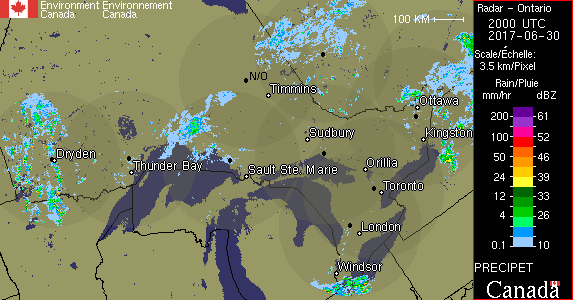 Environment Environnement
Canada Canada
100 KM
N/O
Timmins
Ottawa
Sudbury
Kingston
Dryden
Thunder Bay
Sault Ste. Marie
Orillia
Toronto
London
Windsor
Radar - Ontario
2000 UTC
2017-06-30
Scale/Échelle:
3.5 km/Pixel
Rain/Pluie
mm/hr dBZ
200 61
100 52
50 46
24 39
12 33
4 26
0.1 10
PRECIPET
Canada